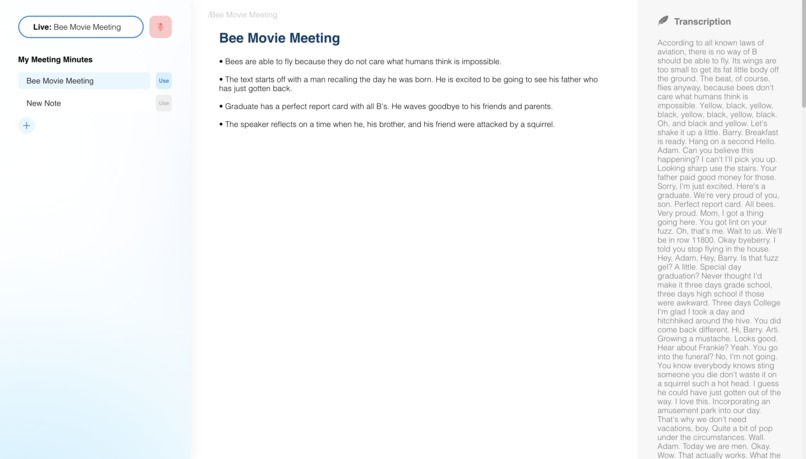 Live: Bee Movie Meeting
My Meeting Minutes
Bee Movie Meeting
Use
New Note
Use
+
/Bee Movie Meeting
Bee Movie Meeting
• Bees are able to fly because they do not care what humans think is impossible.
• The text starts off with a man recalling the day he was born. He is excited to be going to see his father who
has just gotten back.
• Graduate has a perfect report card with all B's. He waves goodbye to his friends and parents.
• The speaker reflects on a time when he, his brother, and his friend were attacked by a squirrel.
Transcription
According to all known laws of
aviation, there is no way of B
should be able to fly. Its wings are
too small to get its fat little body off
the ground. The beat, of course,
flies anyway, because bees don't
care what humans think is
impossible. Yellow, black, yellow,
black, yellow, black, yellow, black.
Oh, and black and yellow. Let's
shake it up a little. Barry. Breakfast
is ready. Hang on a second Hello.
Adam. Can you believe this
happening? I can't I'll pick you up.
Looking sharp use the stairs. Your
father paid good money for those.
Sorry, I'm just excited. Here's a
graduate. We're very proud of you,
son. Perfect report card. All bees.
Very proud. Mom, I got a thing
going here. You got lint on your
fuzz. Oh, that's me. Wait to us. We'll
be in row 11800. Okay byeberry. I
told you stop flying in the house.
Hey, Adam, Hey, Barry. Is that fuzz
gel? A little. Special day
graduation? Never thought I'd
make it three days grade school,
three days high school if those
were awkward. Three days College
I'm glad I took a day and
hitchhiked around the hive. You did
come back different. Hi, Barry. Arti.
Growing a mustache. Looks good.
Hear about Frankie? Yeah. You go
into the funeral? No, I'm not going.
You know everybody knows sting
someone you die don't waste it on
a squirrel such a hot head. I guess
he could have just gotten out of the
way. I love this. Incorporating an
amusement park into our day.
That's why we don't need
vacations, boy. Quite a bit of pop
under the circumstances. Wall.
Adam. Today we are men. Okay.
Wow. That actually works. What the